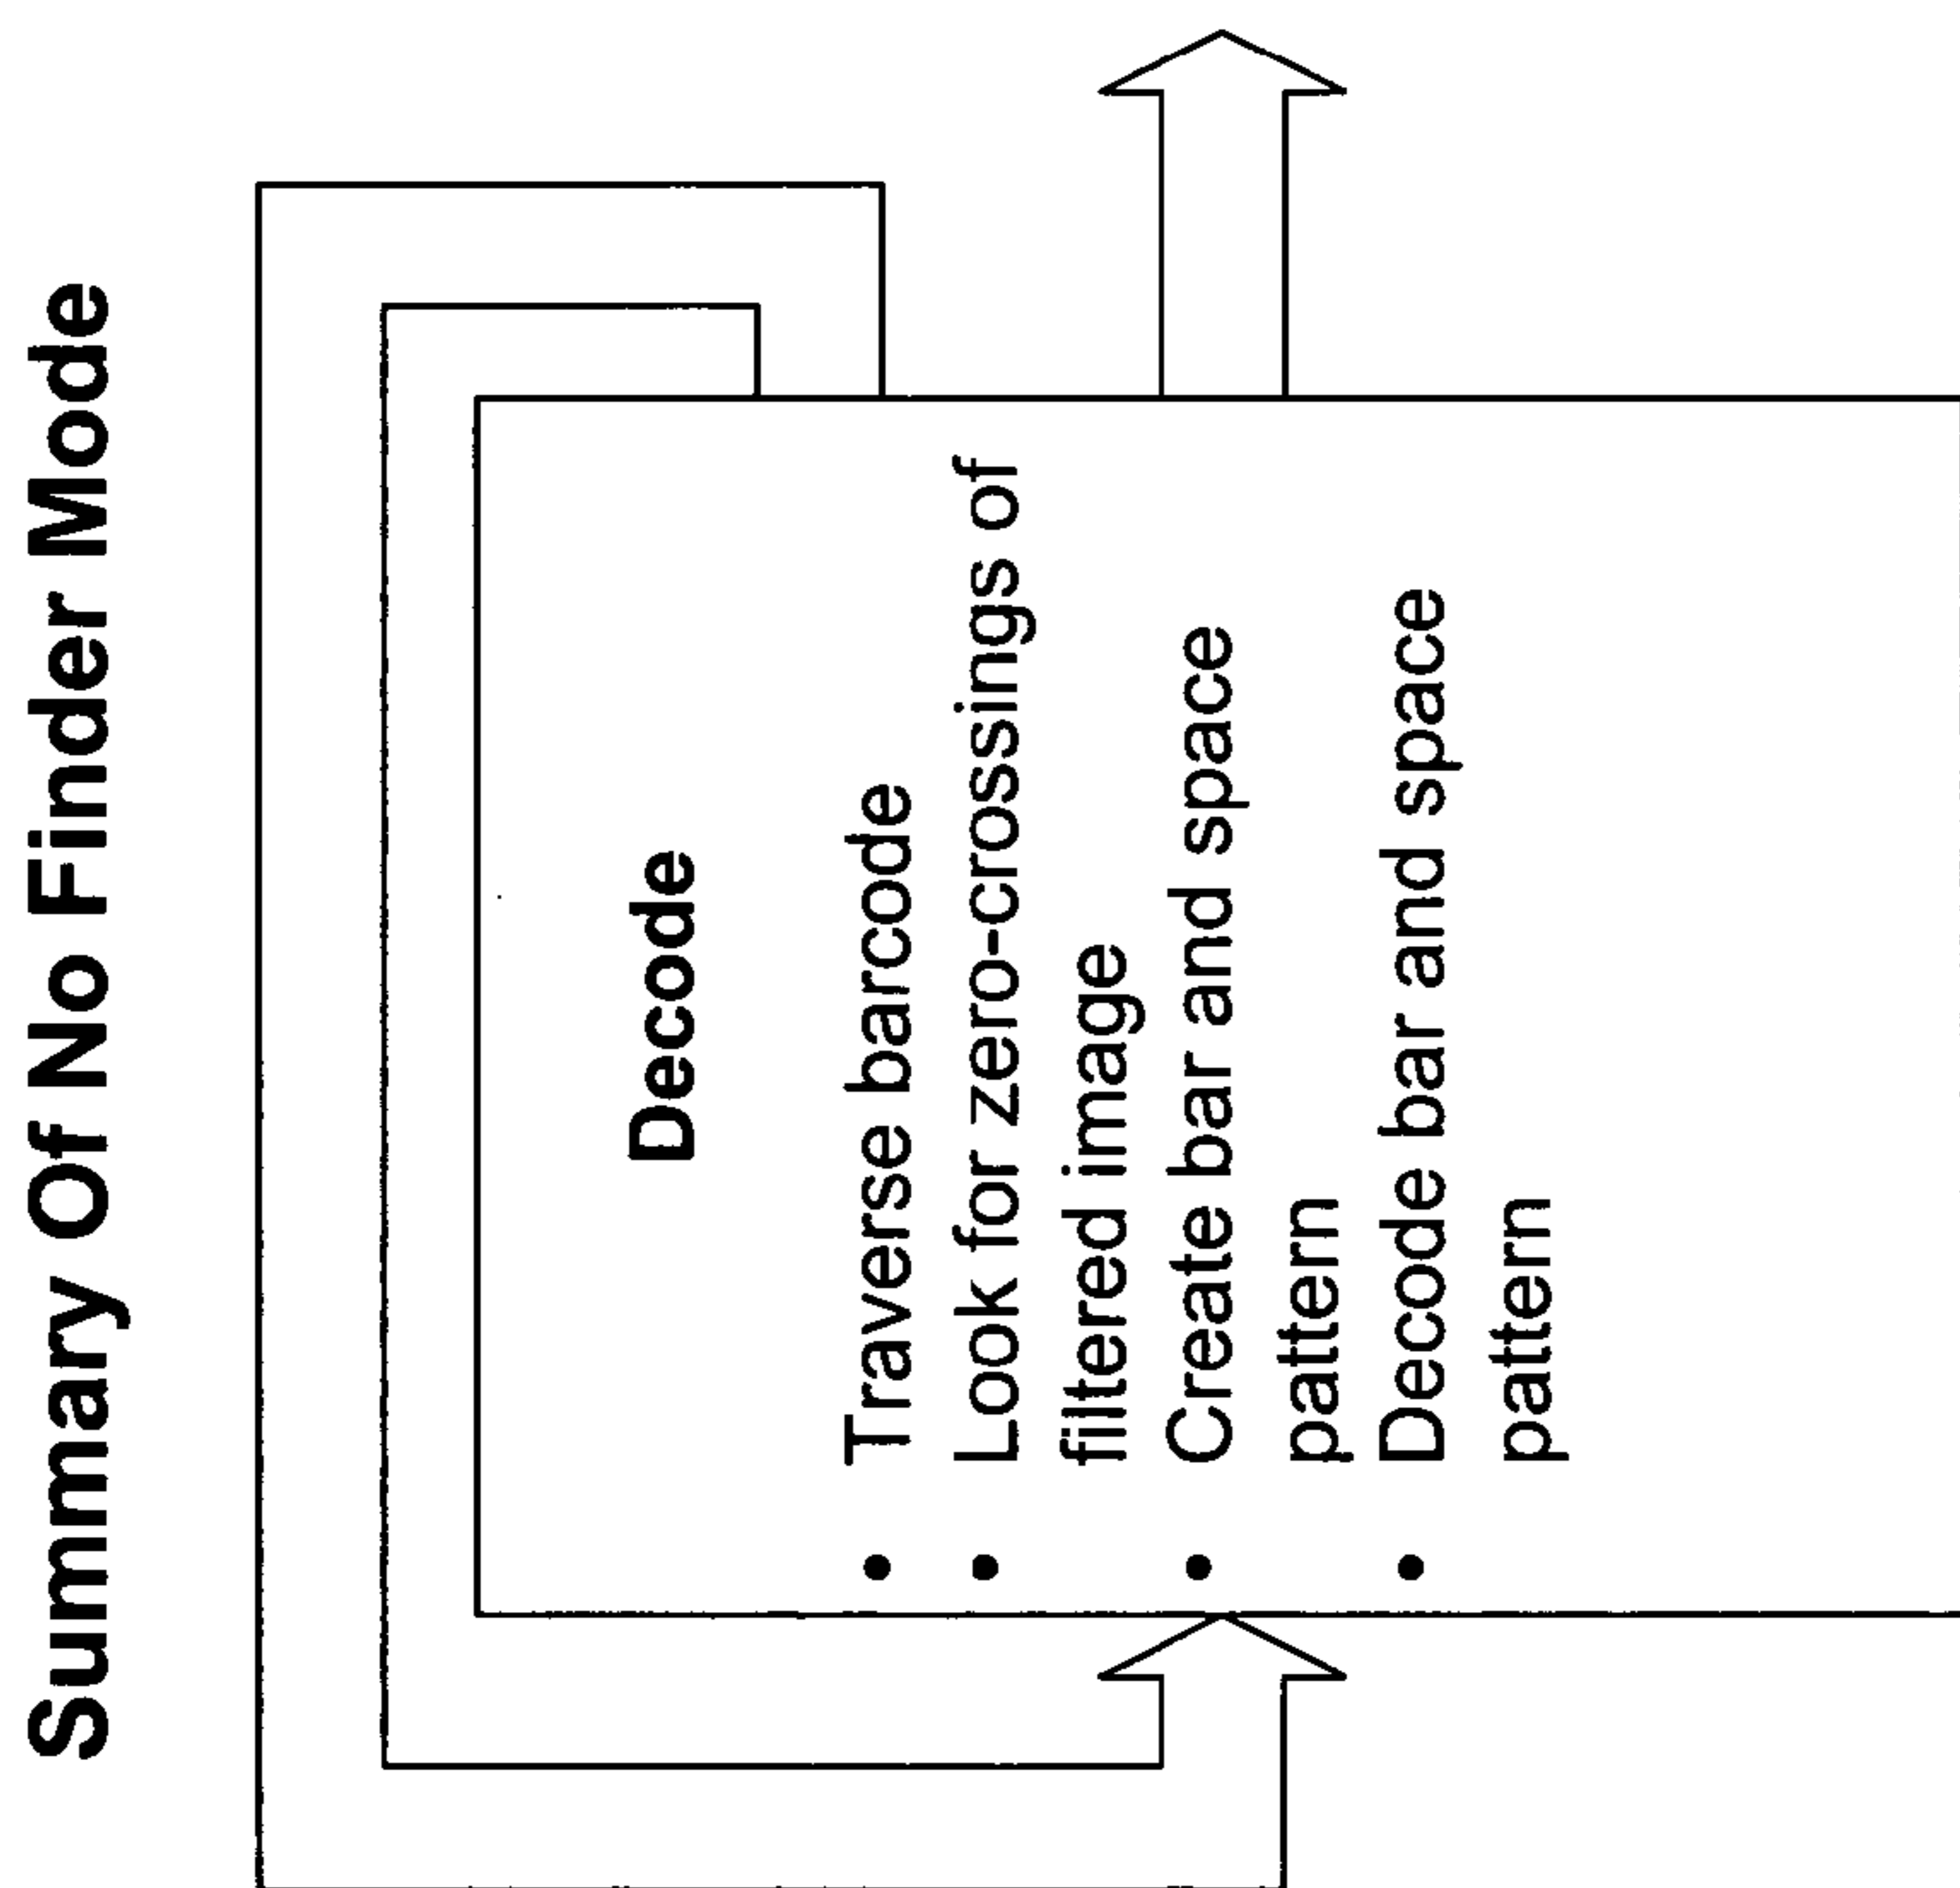 Summary Of No Finder Mode
Decode
• Traverse barcode
• Look for zero-crossings of
filtered image
• Create bar and space
pattern
• Decode bar and space
pattern